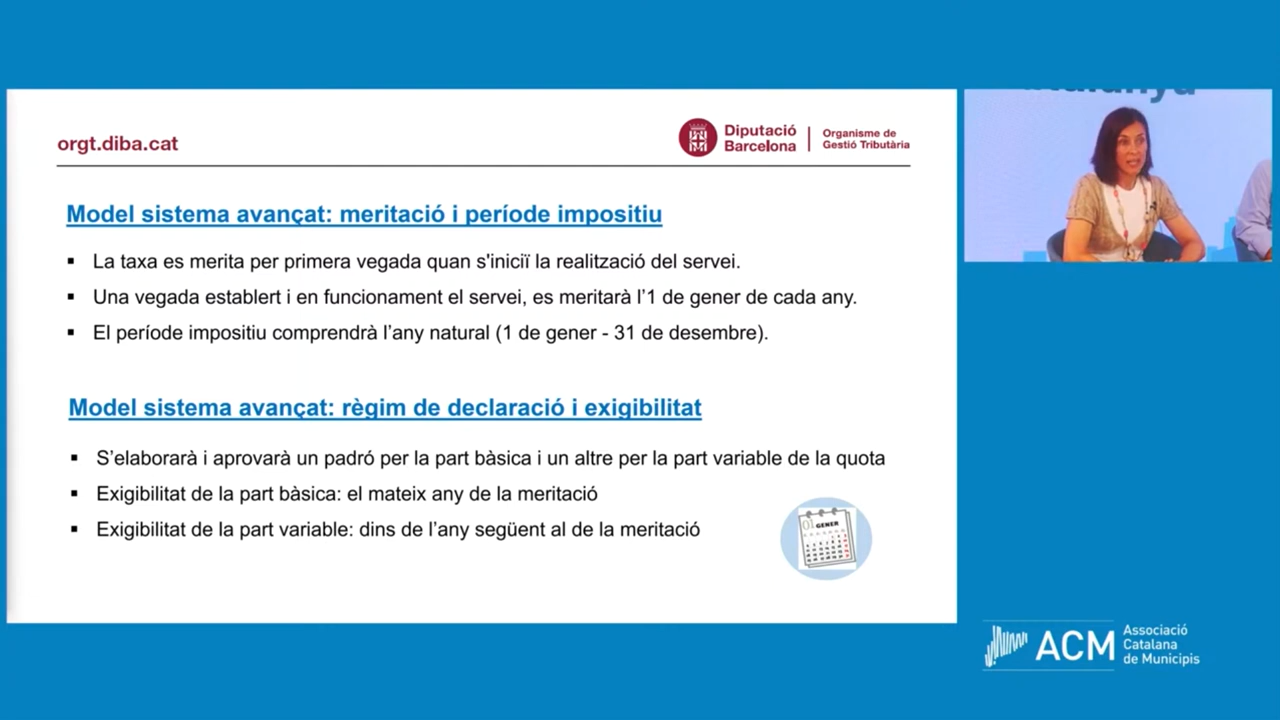 orgt.diba.cat
Diputació
Barcelona
Organisme de
Gestió Tributària
Model sistema avançat: meritació i període impositiu
▪ La taxa es merita per primera vegada quan s'iniciï la realització del servei.
▪ Una vegada establert i en funcionament el servei, es meritarà l’1 de gener de cada any.
▪ El període impositiu comprendrà l’any natural (1 de gener - 31 de desembre).
Model sistema avançat: règim de declaració i exigibilitat
▪ S’elaborarà i aprovarà un padró per la part bàsica i un altre per la part variable de la quota
▪ Exigibilitat de la part bàsica: el mateix any de la meritació
▪ Exigibilitat de la part variable: dins de l’any següent al de la meritació
01 GENER
ACM
Associació
Catalana
de Municipis